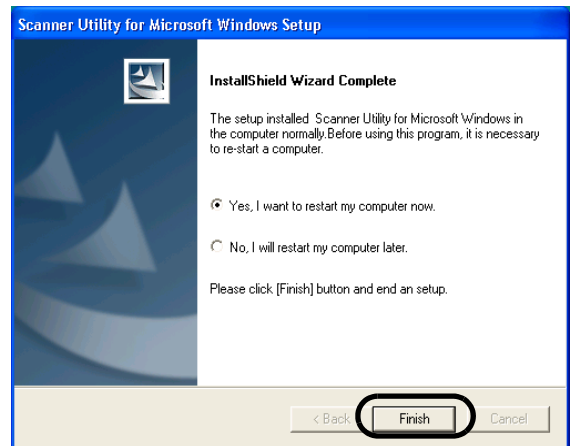 Scanner Utility for Microsoft Windows Setup
InstallShield Wizard Complete
The setup installed Scanner Utility for Microsoft Windows in
the computer normally.Before using this program, it is necessary
to re-start a computer.
Yes, I want to restart my computer now.
No, I will restart my computer later.
Please click [Finish] button and end an setup.
< Back Finish Cancel